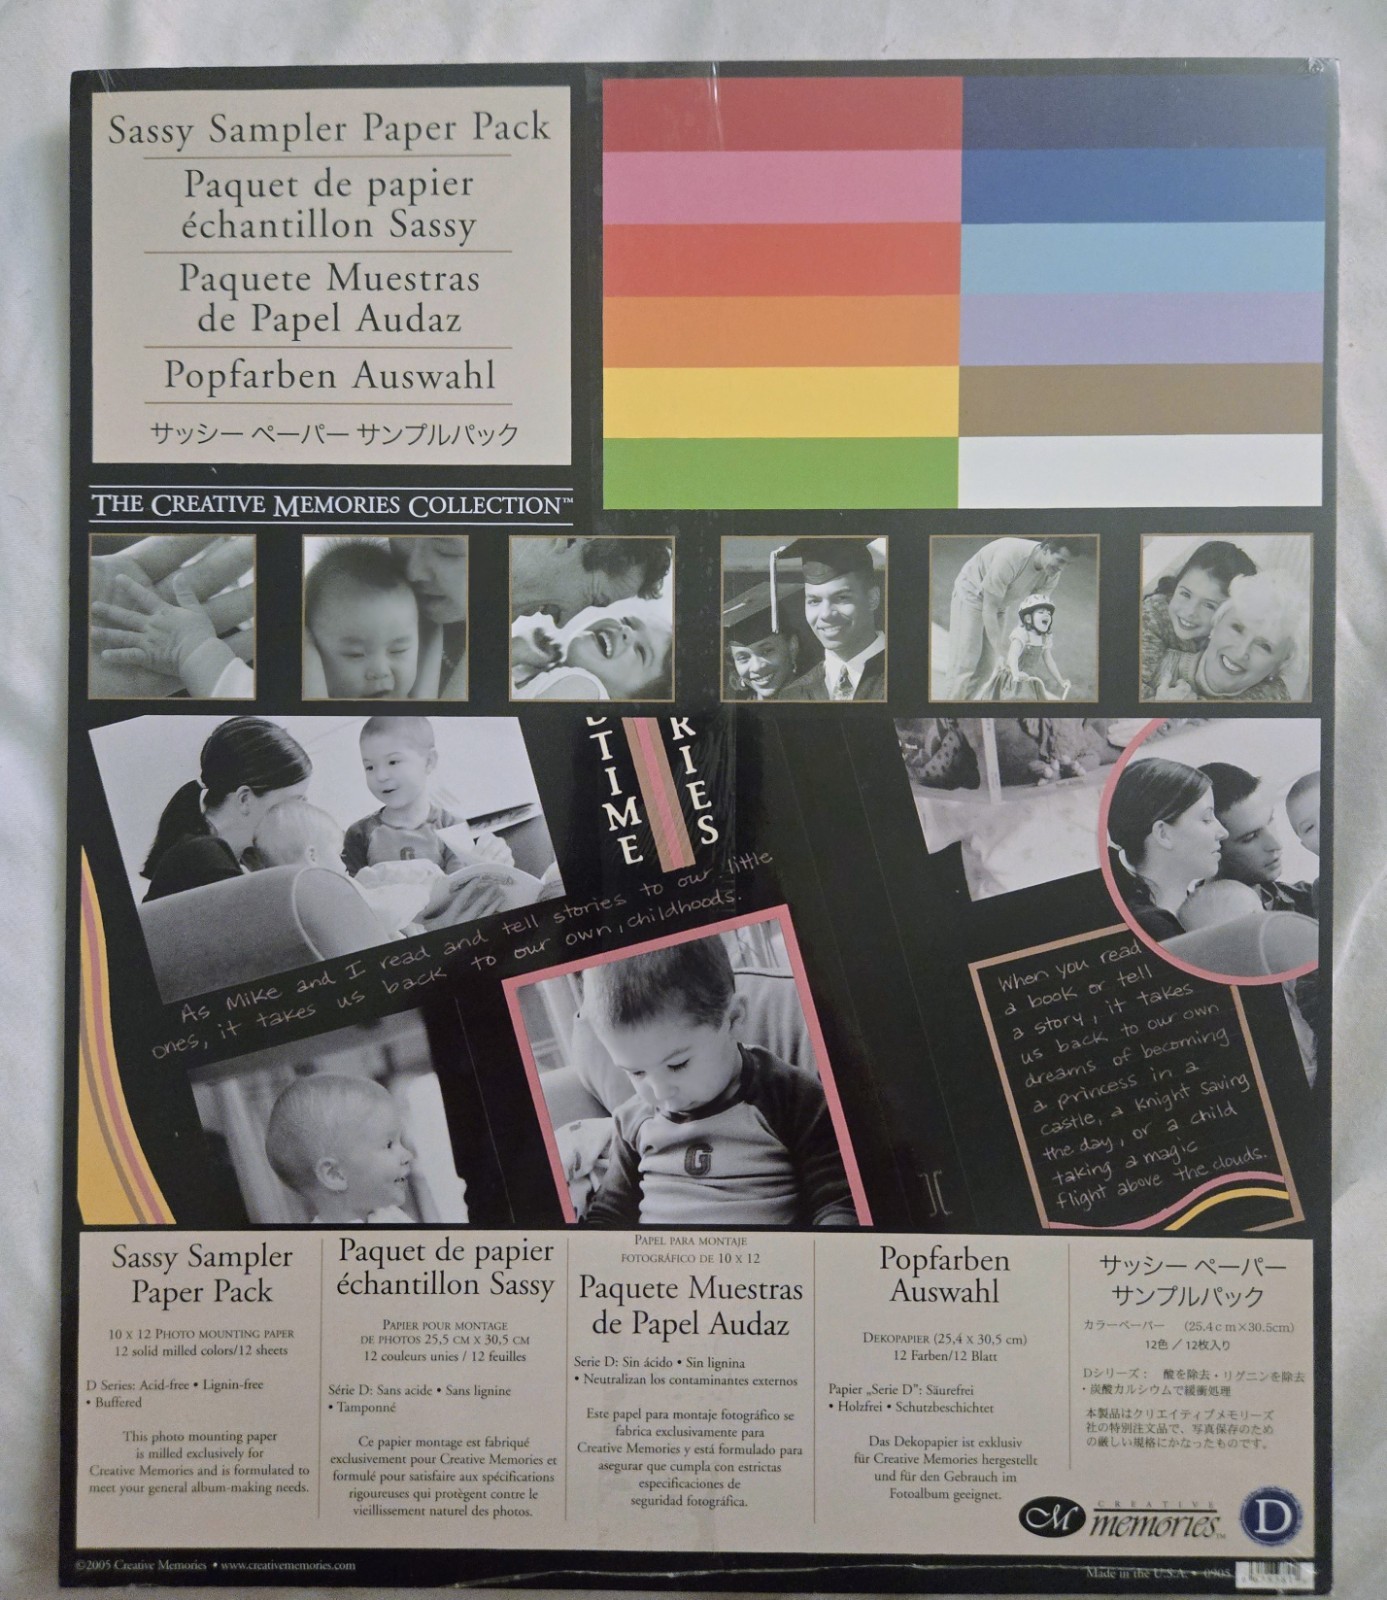 Sassy Sampler Paper Pack
Paquet de papier
échantillon Sassy
Paquete Muestras
de Papel Audaz
Popfarben Auswahl
サッシー ペーパー サンプルパック
THE CREATIVE MEMORIES COLLECTION™
TIME
RIES
As Mike and I read and tell stories to our little
ones, it takes us back to our own childhoods.
G
G
When you read
a book or tell
a story, it takes
us back to our own
dreams of becoming
a princess in a
castle, a knight saving
the day, or a child
taking a magic
flight above the clouds.
Sassy Sampler
Paper Pack
10 x 12 PHOTO MOUNTING PAPER
12 solid milled colors/12 sheets
D Series: Acid-free • Lignin-free
• Buffered
This photo mounting paper
is milled exclusively for
Creative Memories and is formulated to
meet your general album-making needs.
Paquet de papier
échantillon Sassy
PAPIER POUR MONTAGE
DE PHOTOS 25,5 CM X 30,5 CM
12 couleurs unies / 12 feuilles
Série D: Sans acide • Sans lignine
• Tamponné
Ce papier montage est fabriqué
exclusivement pour Creative Memories et
formulé pour satisfaire aux spécifications
rigoureuses qui protègent contre le
vieillissement naturel des photos.
PAPEL PARA MONTAJE
FOTOGRÁFICO DE 10 X 12
Paquete Muestras
de Papel Audaz
Serie D: Sin ácido • Sin lignina
• Neutralizan los contaminantes externos
Este papel para montaje fotográfico se
fabrica exclusivamente para
Creative Memories y está formulado para
asegurar que cumpla con estrictas
especificaciones de
seguridad fotográfica.
Popfarben
Auswahl
DEKOPAPIER (25,4 x 30,5 cm)
12 Farben/12 Blatt
Papier „Serie D": Säurefrei
• Holzfrei • Schutzbeschichtet
Das Dekopapier ist exklusiv
für Creative Memories hergestellt
und für den Gebrauch im
Fotoalbum geeignet.
サッシー ペーパー
サンプルパック
カラーペーパー （25.4ｃｍ×30.5cm）
12色／12枚入り
Dシリーズ： 酸を除去・リグニンを除去
・炭酸カルシウムで緩衝処理
本製品はクリエイティブメモリーズ
社の特別注文品で、写真保存のため
の厳しい規格にかなったものです。
M CREATIVE memories™ D
©2005 Creative Memories • www.creativememories.com
Made in the U.S.A. • 0905